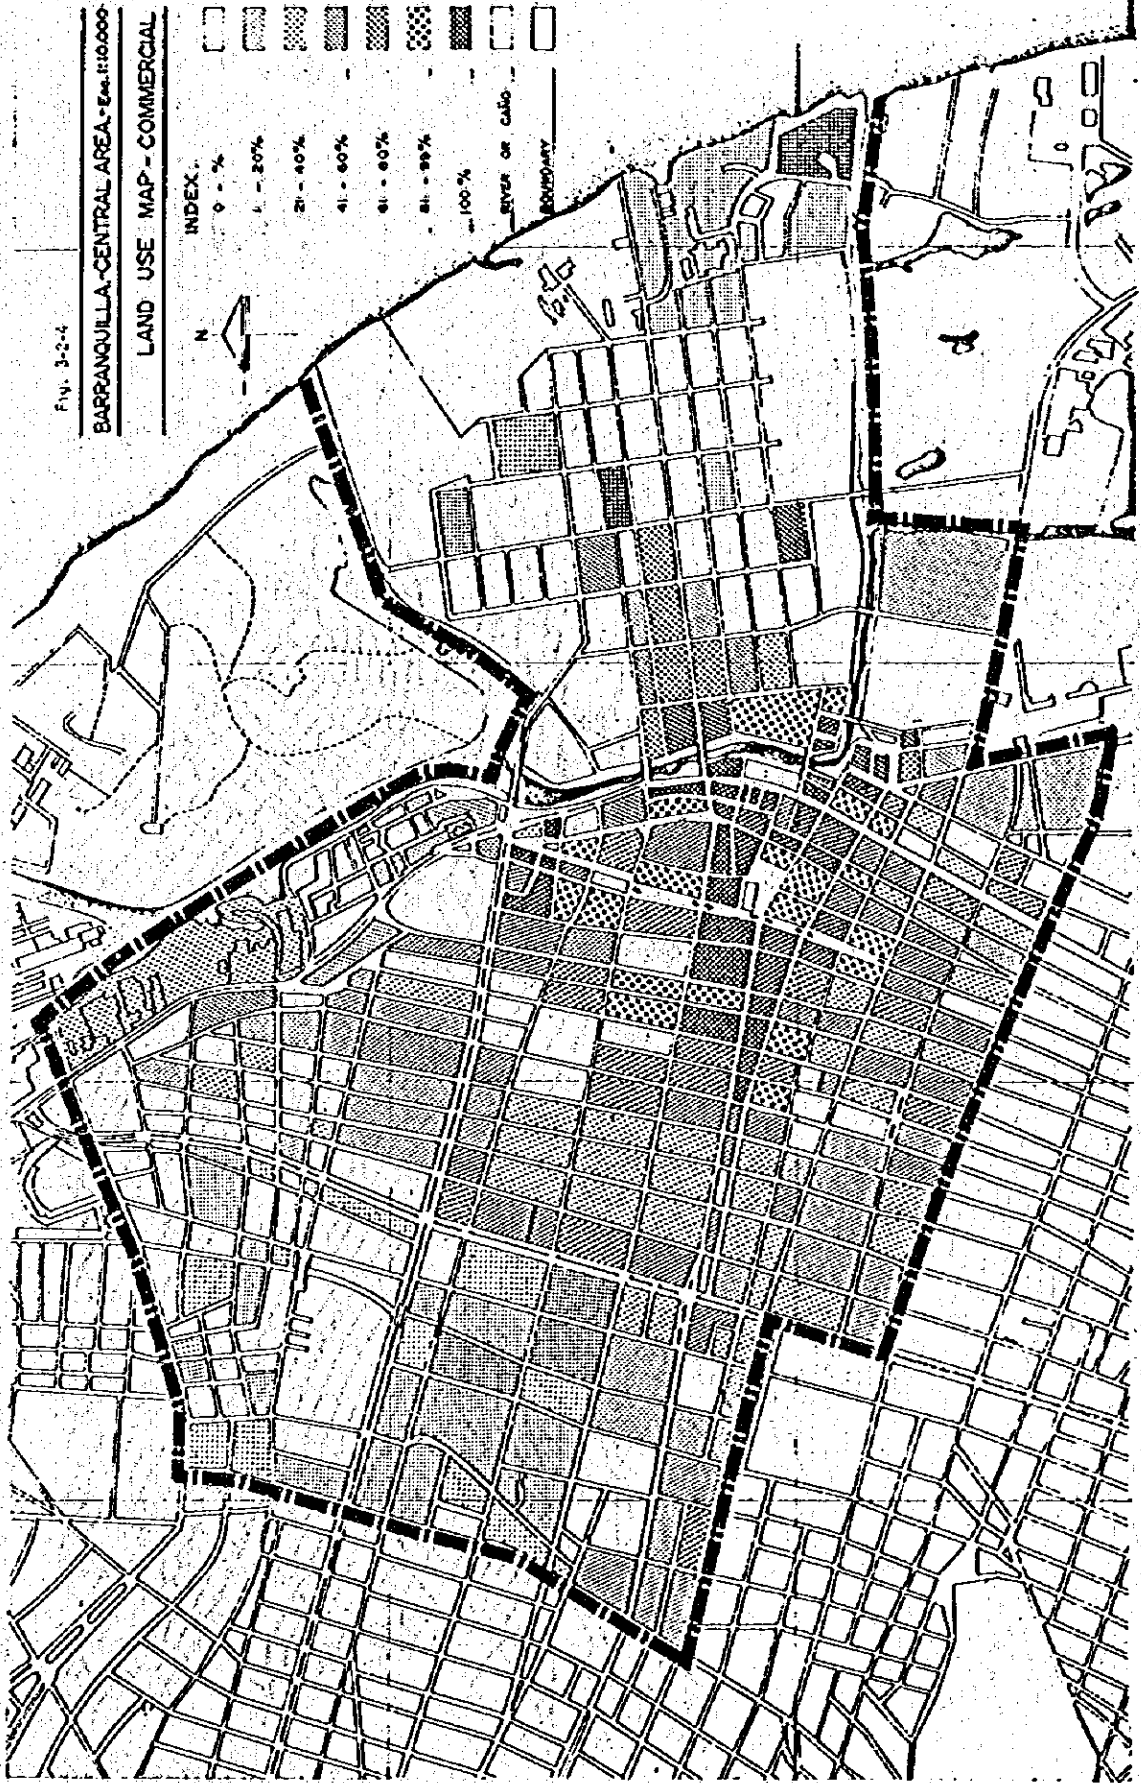 Fig. 3-2-4
BARRANQUILLA-CENTRAL AREA-Esc. 1:10.000
LAND USE MAP - COMMERCIAL
INDEX.
0 - %
1 - 20%
21 - 40%
41 - 60%
61 - 80%
81 - 99%
100 %
RIVER OR CAÑO
BOUNDARY
N